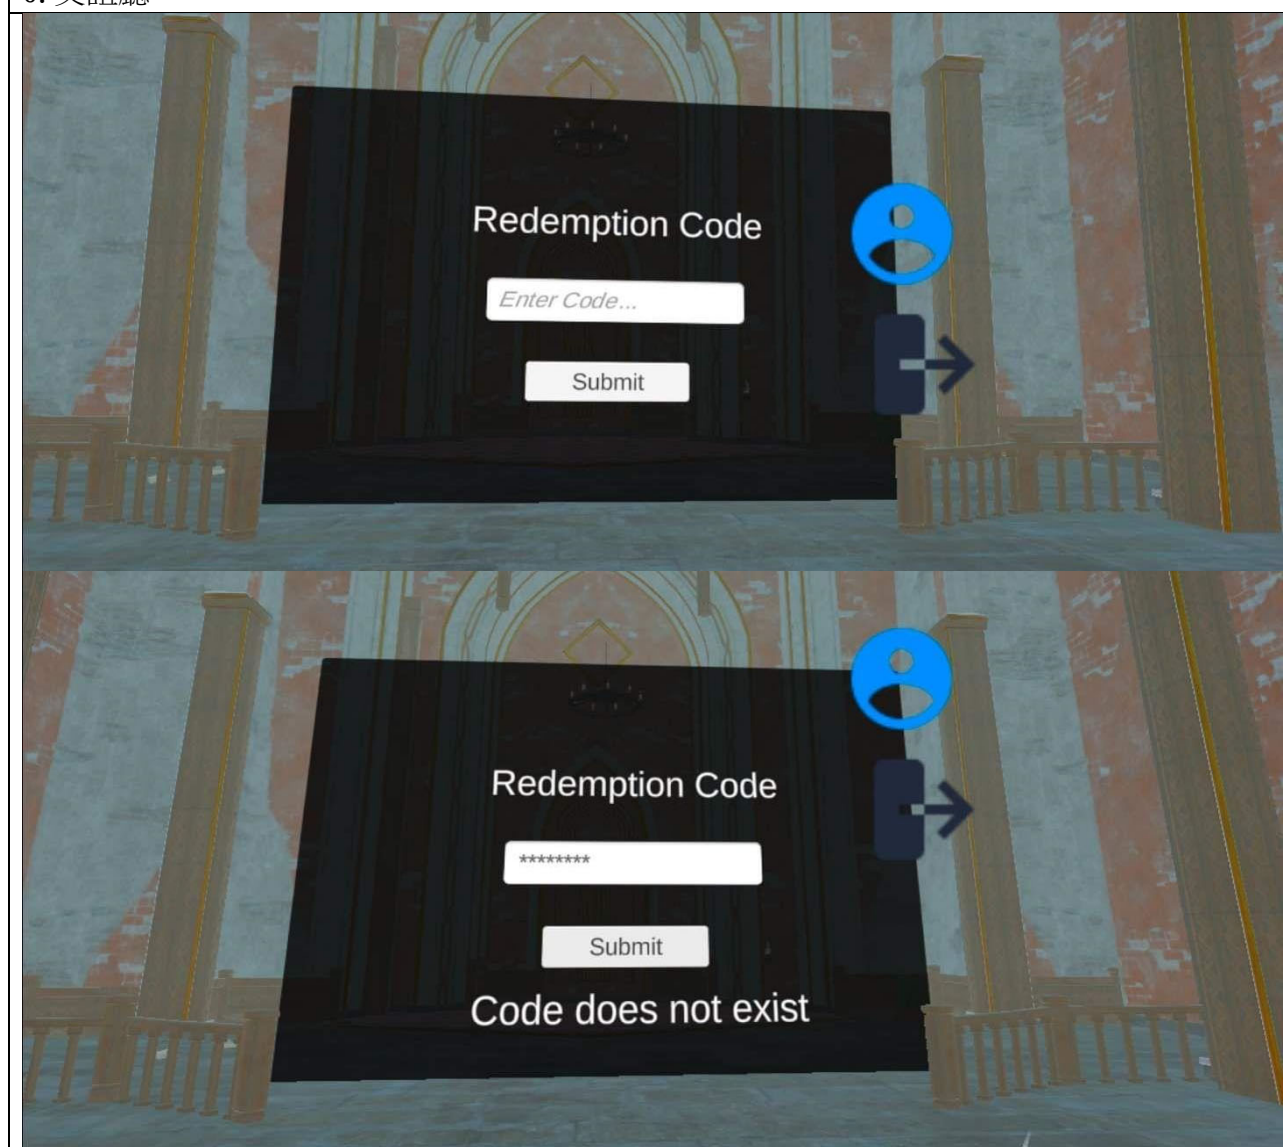 Redemption Code
Enter Code...
Submit
Redemption Code
********
Submit
Code does not exist